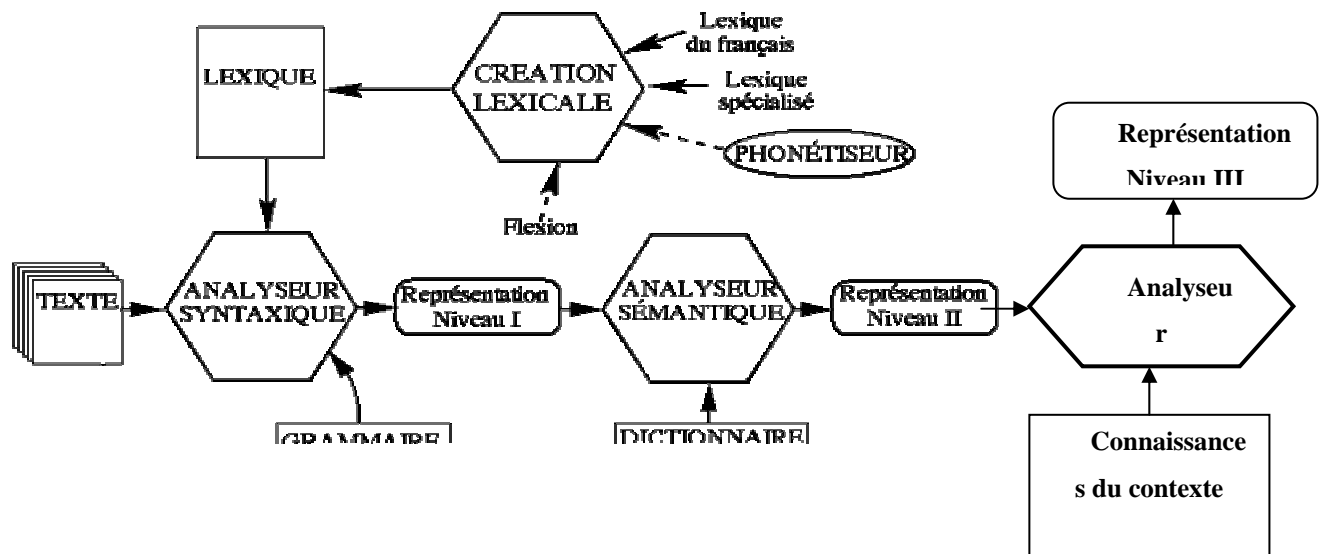 Lexique
du français
LEXIQUE
CREATION
LEXICALE
Lexique
spécialisé
PHONÉTISEUR
Flexion
Représentation
Niveau III
TEXTE
ANALYSEUR
SYNTAXIQUE
Représentation
Niveau I
ANALYSEUR
SÉMANTIQUE
Représentation
Niveau II
Analyseu
r
GRAMMAIRE
DICTIONNAIRE
Connaissance
s du contexte